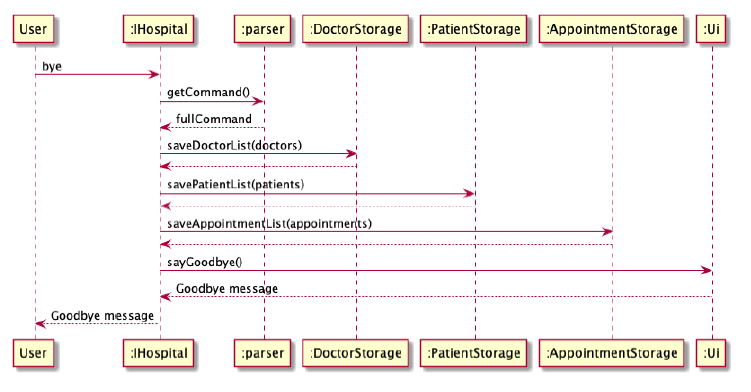 User :IHospital :parser :DoctorStorage :PatientStorage :AppointmentStorage :Ui
bye
getCommand()
fullCommand
saveDoctorList(doctors)
savePatientList(patients)
saveAppointmentList(appointments)
sayGoodbye()
Goodbye message
Goodbye message
User :IHospital :parser :DoctorStorage :PatientStorage :AppointmentStorage :Ui